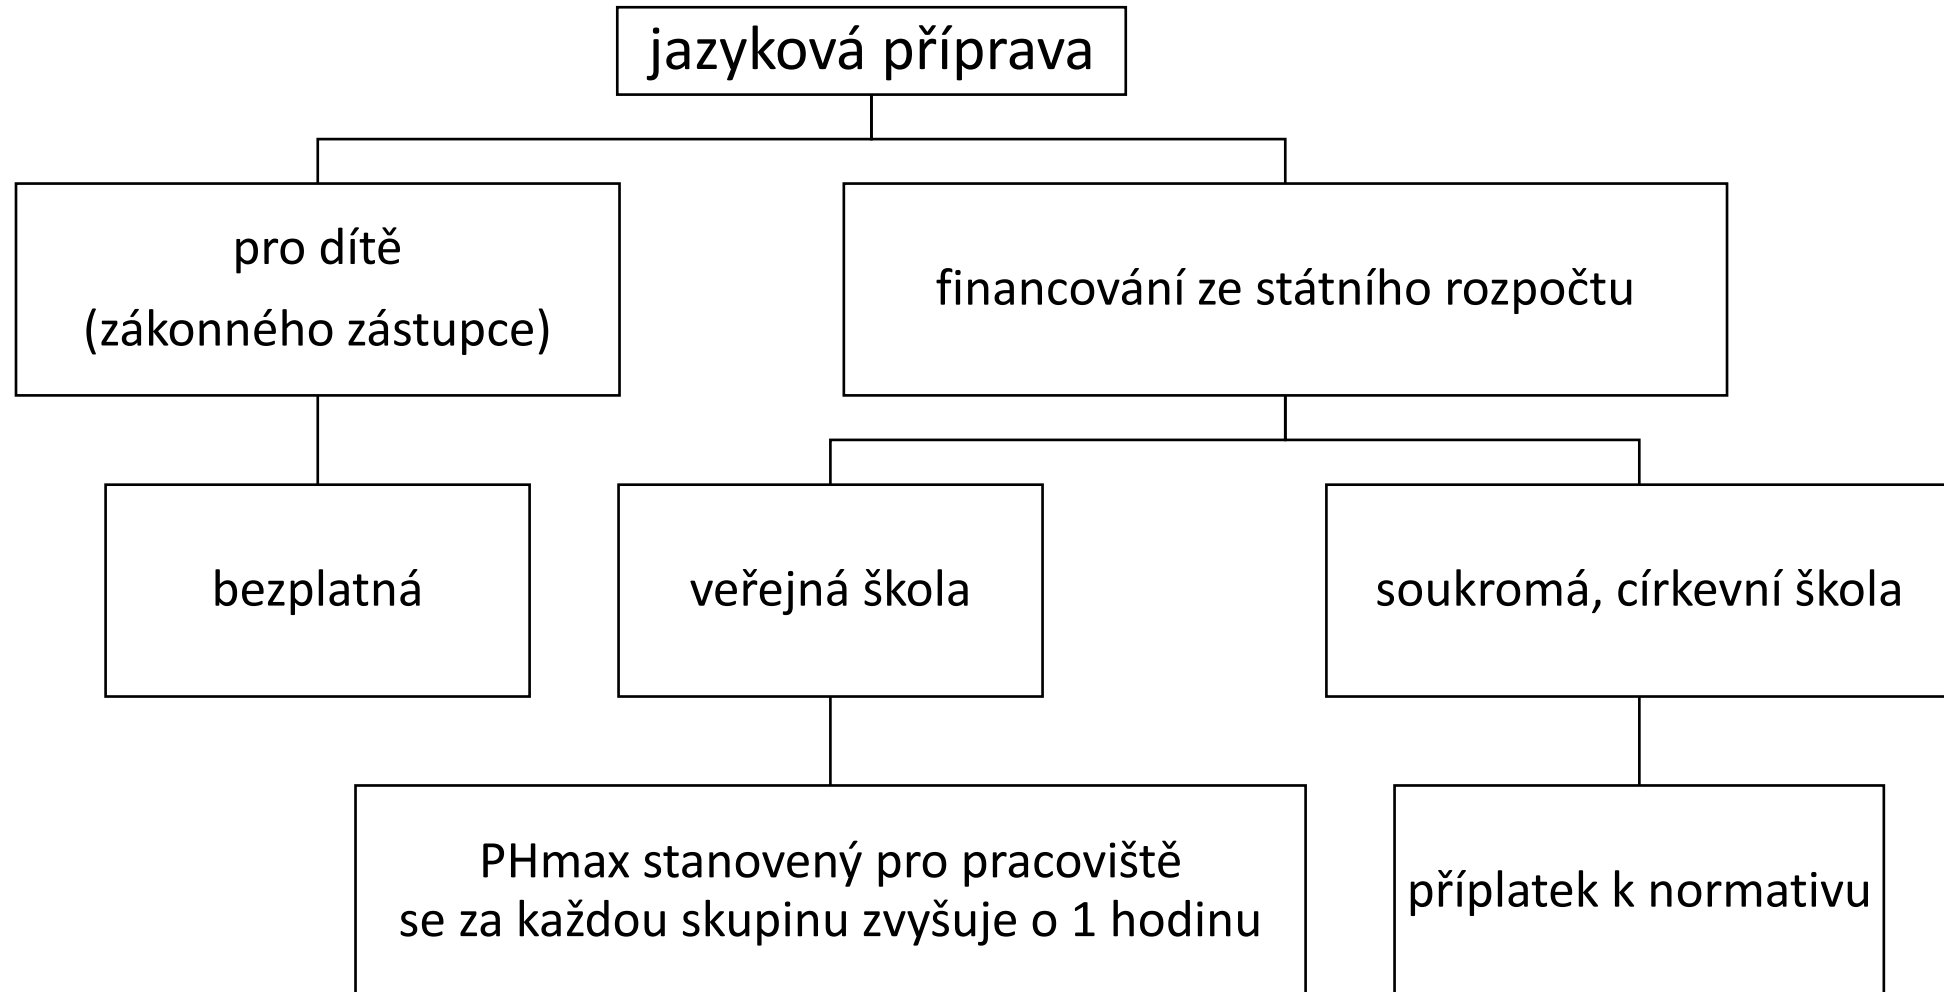 jazyková příprava
pro dítě
(zákonného zástupce)
financování ze státního rozpočtu
bezplatná
veřejná škola
soukromá, církevní škola
PHmax stanovený pro pracoviště
se za každou skupinu zvyšuje o 1 hodinu
příplatek k normativu